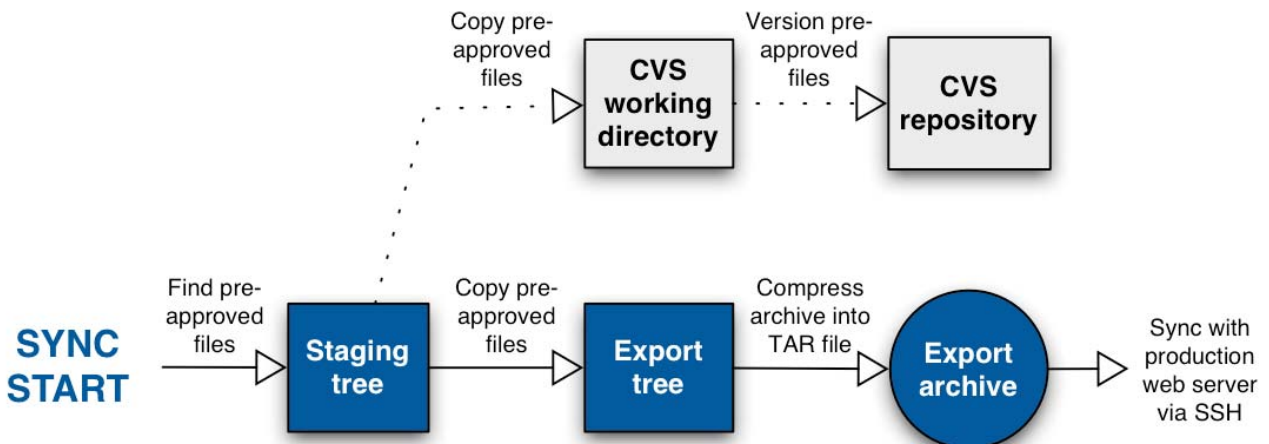 Copy pre-
approved
files
CVS
working
directory
Version pre-
approved
files
CVS
repository
SYNC
START
Find pre-
approved
files
Staging
tree
Copy pre-
approved
files
Export
tree
Compress
archive into
TAR file
Export
archive
Sync with
production
web server
via SSH